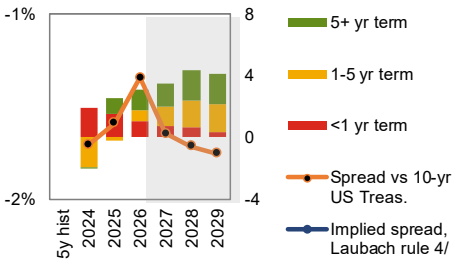 -1%
-2%
8
4
0
-4
5y hist
2024
2025
2026
2027
2028
2029
5+ yr term
1-5 yr term
<1 yr term
Spread vs 10-yr
US Treas.
Implied spread,
Laubach rule 4/